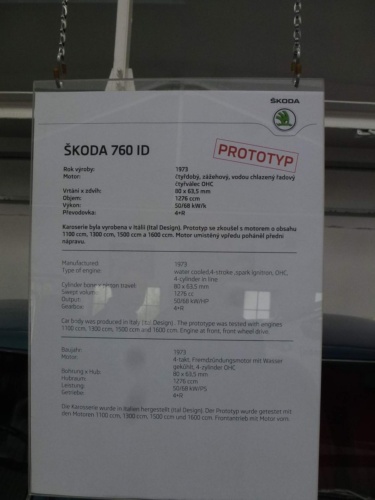 ŠKODA
ŠKODA 760 ID
PROTOTYP
Rok výroby: 1973
Motor: čtyřdobý, zážehový, vodou chlazený řadový
čtyřválec OHC
Vrtání x zdvih: 80 x 63,5 mm
Objem: 1276 ccm
Výkon: 50/68 kW/k
Převodovka: 4+R
Karoserie byla vyrobena v Itálii (Ital Design). Prototyp se zkoušel s motorem o obsahu
1100 ccm, 1300 ccm, 1500 ccm a 1600 ccm. Motor umístěný vpředu poháněl přední
nápravu.
Manufactured 1973
Type of engine: water cooled,4-stroke ,spark ignition, OHC,
4-cylinder in line
Cylinder bore x piston travel: 80 x 63,5 mm
Swept volume: 1276 cc
Output: 50/68 kW/HP
Gearbox: 4+R
Car body was produced in Italy (Ital Design) . The prototype was tested with engines
1100 ccm, 1300 ccm, 1500 ccm and 1600 ccm. Engine at front, front wheel drive.
Baujahr: 1973
Motor: 4-takt. Fremdzündungsmotor mit Wasser
gekühlt, 4-cylinder OHC
Bohrung x Hub: 80 x 63,5 mm
Hubraum: 1276 ccm
Leistung: 50/68 kW/PS
Getriebe: 4+R
Die Karosserie wurde in Italien hergestellt (Ital Design). Der Prototyp wurde getestet mit
den Motoren 1100 ccm, 1300 ccm, 1500 ccm und 1600 ccm. Frontantrieb mit Motor vorn.